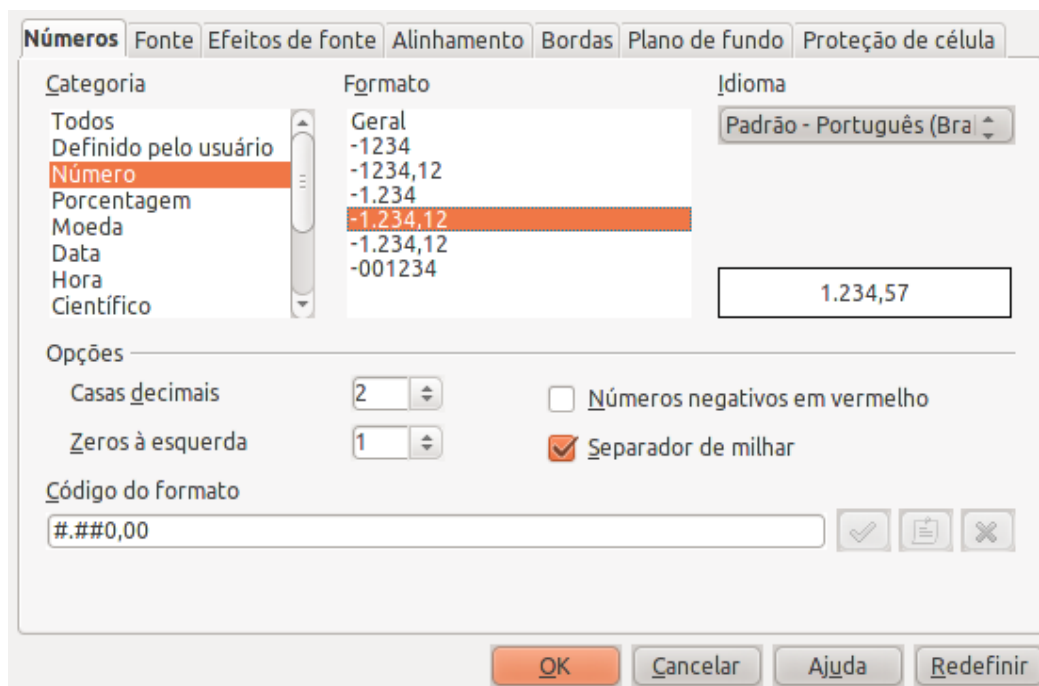 Números Fonte Efeitos de fonte Alinhamento Bordas Plano de fundo Proteção de célula
Categoria
Todos
Definido pelo usuário
Número
Porcentagem
Moeda
Data
Hora
Científico
Formato
Geral
-1234
-1234,12
-1.234
-1.234,12
-1.234,12
-001234
Idioma
Padrão - Português (Bra
1.234,57
Opções
Casas decimais 2
Números negativos em vermelho
Zeros à esquerda 1
Separador de milhar
Código do formato
#.##0,00
OK Cancelar Ajuda Redefinir